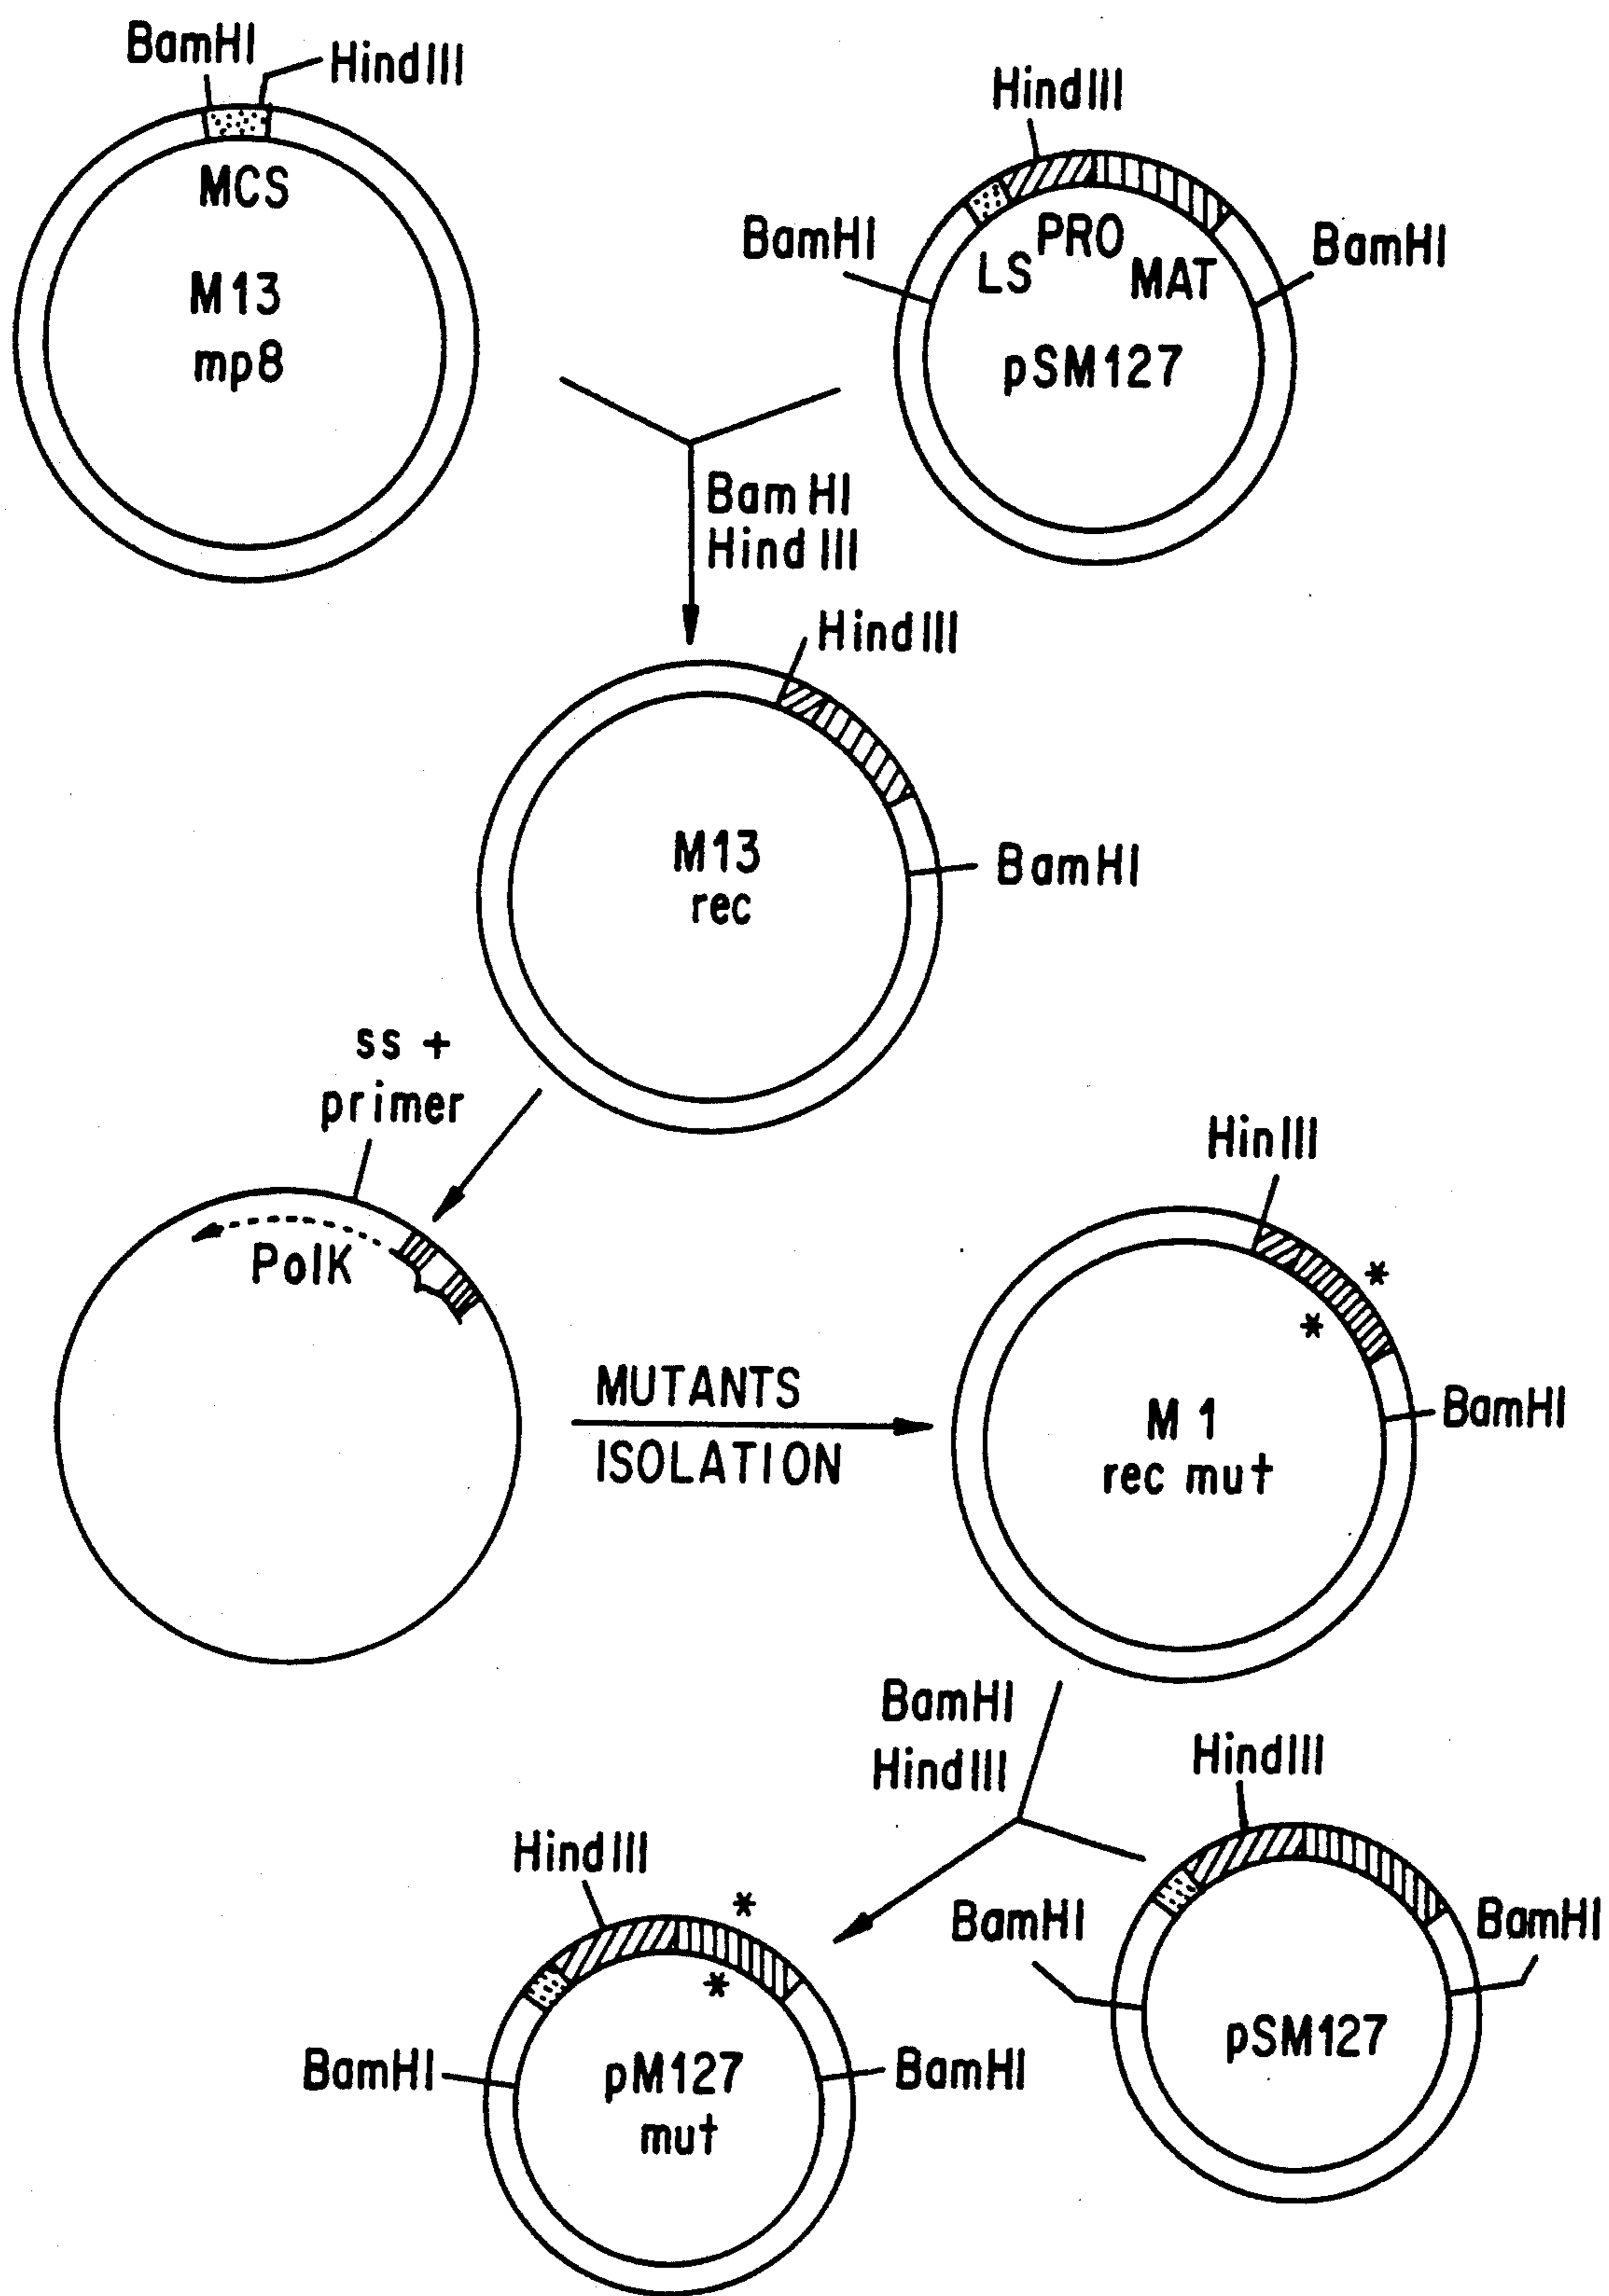 BamHI
HindIII
MCS
M13
mp8
HindIII
BamHI
LS
PRO
MAT
BamHI
pSM127
Bam HI
Hind III
HindIII
M13
rec
BamHI
ss +
primer
PolK
MUTANTS
ISOLATION
HinIII
*
*
M 1
rec mut
BamHI
BamHI
HindIII
HindIII
BamHI
BamHI
pSM127
HindIII
*
*
BamHI
BamHI
pM127
mut